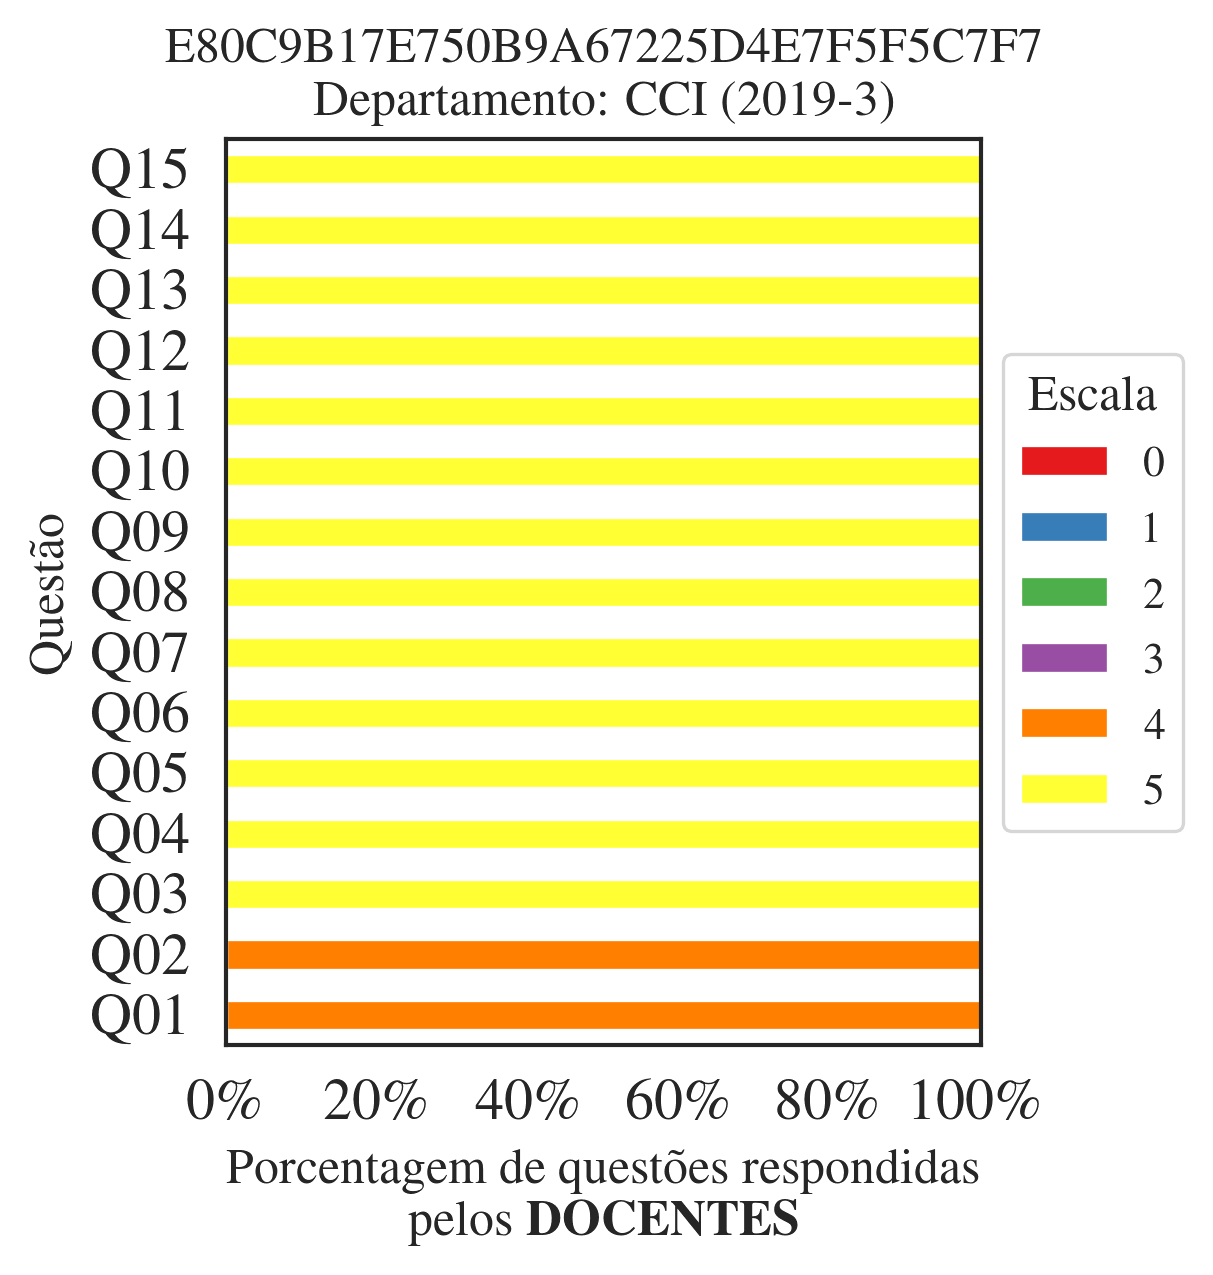 E80C9B17E750B9A67225D4E7F5F5C7F7
Departamento: CCI (2019-3)
Q15
Q14
Q13
Q12
Q11
Q10
Q09
Q08
Q07
Q06
Q05
Q04
Q03
Q02
Q01
Questão
0% 20% 40% 60% 80% 100%
Porcentagem de questões respondidas
pelos DOCENTES
Escala
0
1
2
3
4
5